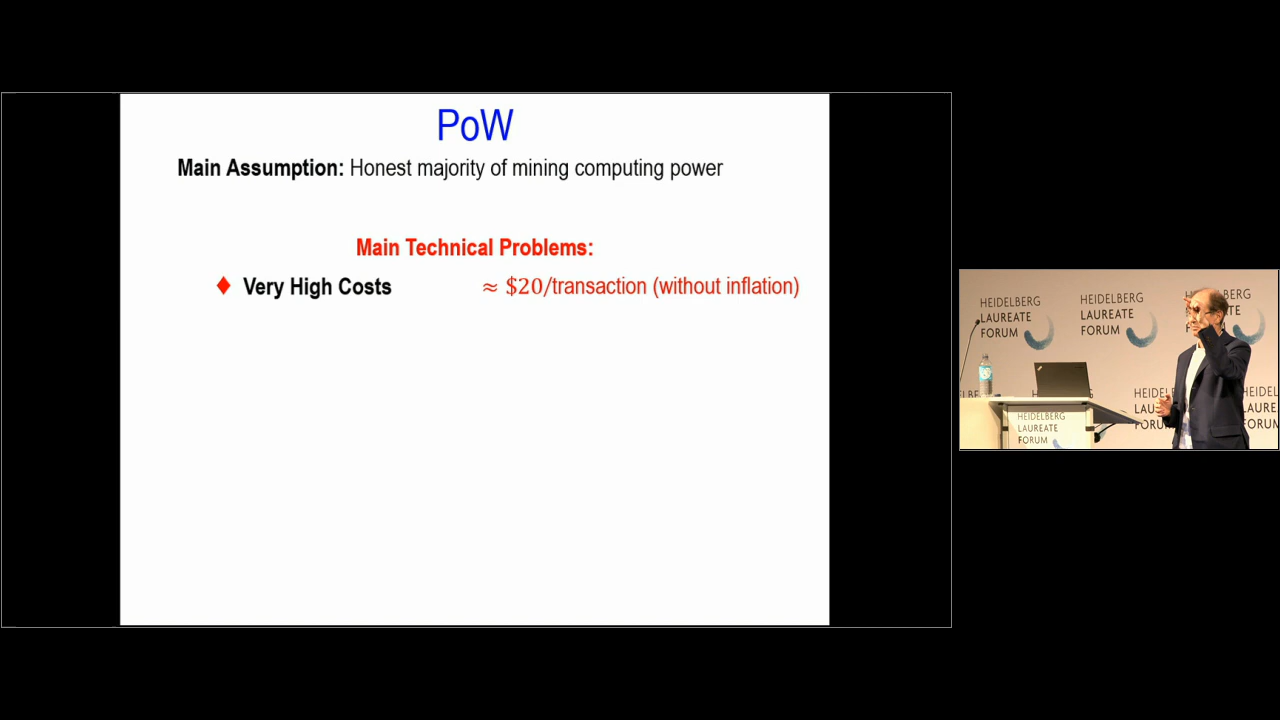 PoW
Main Assumption: Honest majority of mining computing power
Main Technical Problems:
♦ Very High Costs ≈ $20/transaction (without inflation)
HEIDELBERG
LAUREATE
FORUM
HEIDELBERG
LAUREATE
FORUM
HEIDELBERG
LAUREATE
FORUM